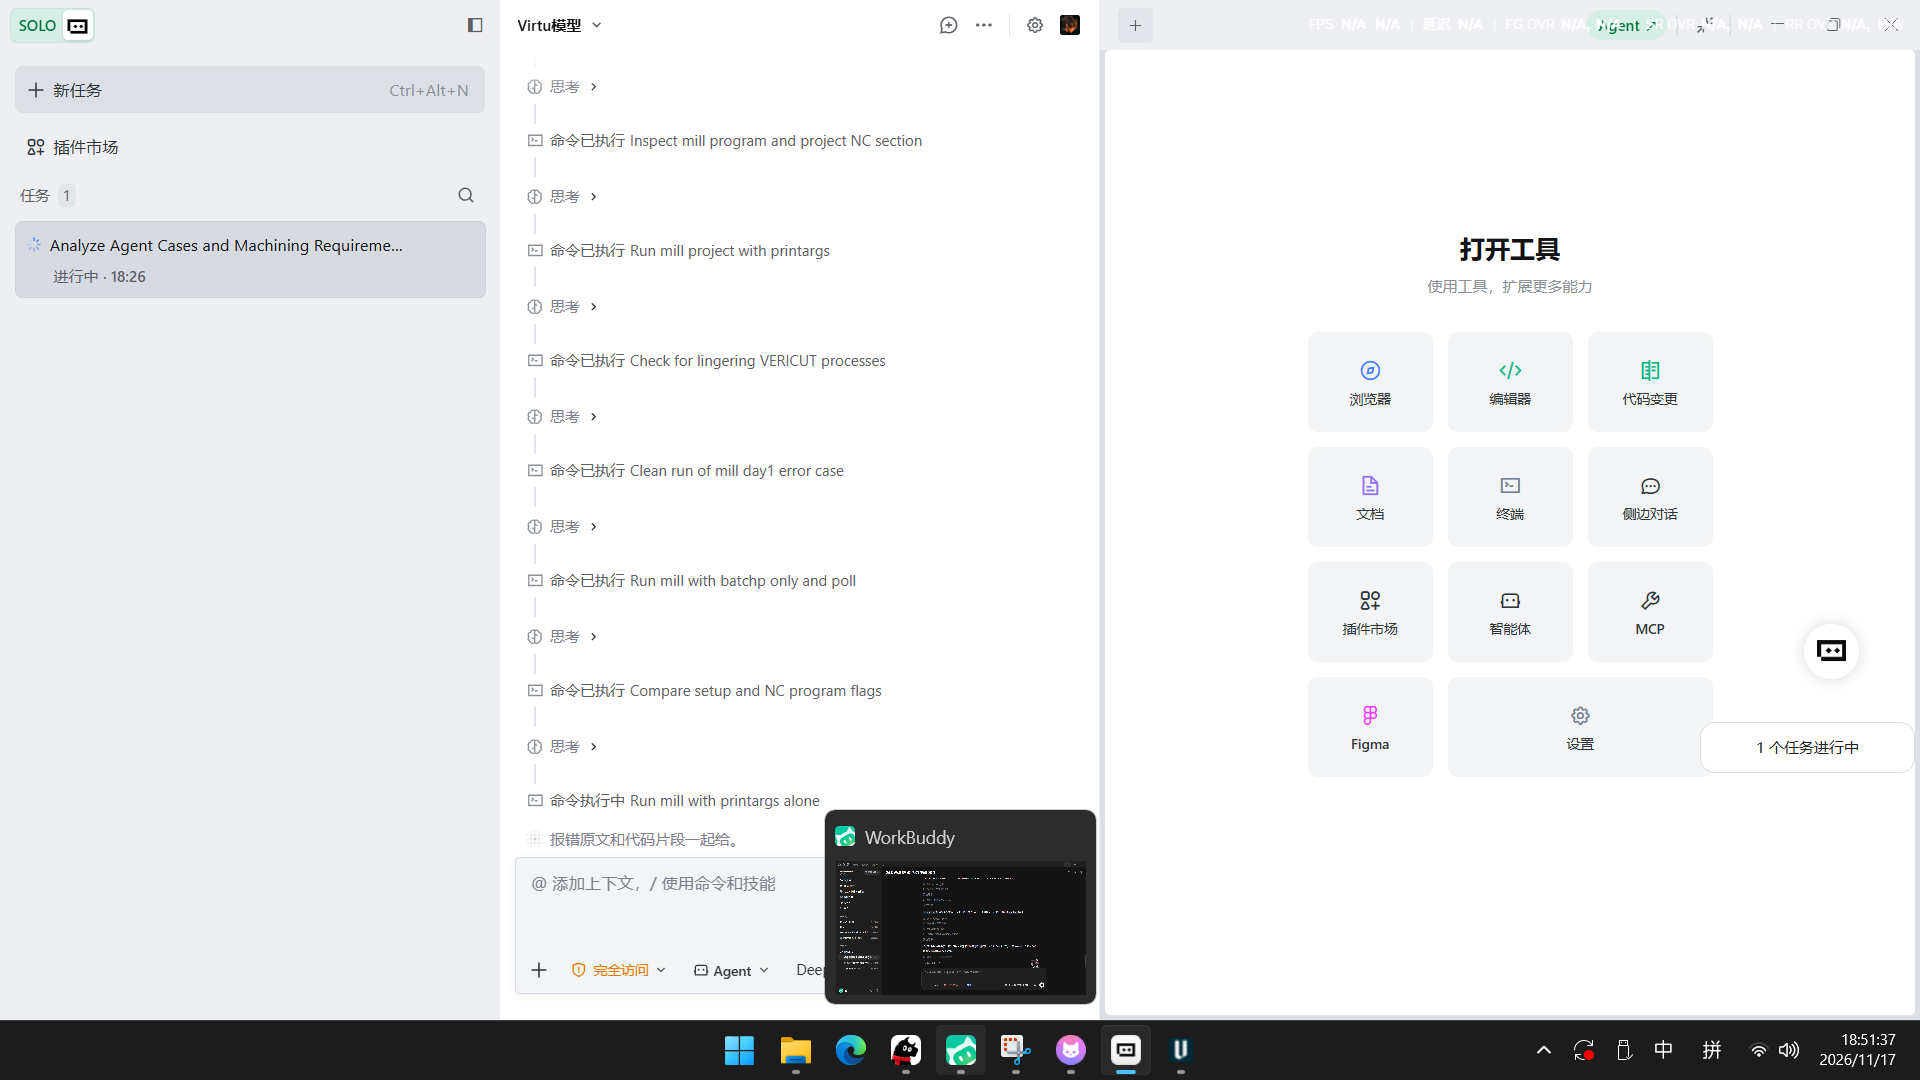 SOLO
新任务
Ctrl+Alt+N
插件市场
任务 1
Analyze Agent Cases and Machining Requireme...
进行中 · 18:26
Virtu模型
思考
命令已执行 Inspect mill program and project NC section
思考
命令已执行 Run mill project with printargs
思考
命令已执行 Check for lingering VERICUT processes
思考
命令已执行 Clean run of mill day1 error case
思考
命令已执行 Run mill with batchp only and poll
思考
命令已执行 Compare setup and NC program flags
思考
命令执行中 Run mill with printargs alone
报错原文和代码片段一起给。
@ 添加上下文，/ 使用命令和技能
完全访问
Agent
Deep
WorkBuddy
FPS N/A N/A | 延迟 N/A | FG OVR N/A,
Agent
打开工具
使用工具，扩展更多能力
浏览器
编辑器
代码变更
文档
终端
侧边对话
插件市场
智能体
MCP
Figma
设置
1 个任务进行中
中
拼
18:51:37
2026/11/17